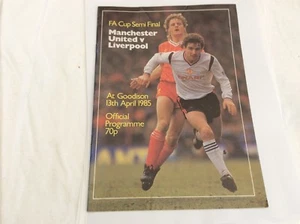 FA Cup Semi Final
Manchester
United v
Liverpool
At Goodison
13th April 1985
Official
Programme
70p